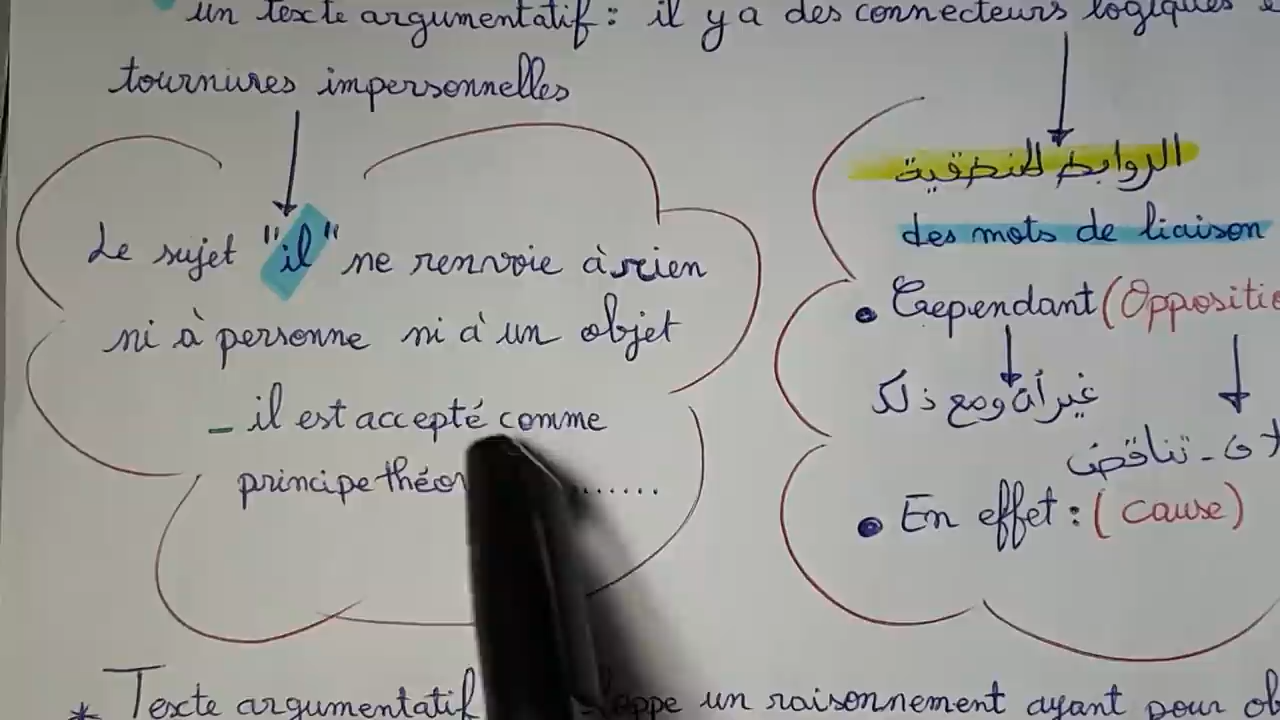 un texte argumentatif : il y a des connecteurs logiques
tournures impersonnelles
Le sujet "il" ne renvoie à rien
ni à personne ni à un objet
_ il est accepté comme
principe théor.......
الروابط المنطقية
des mots de liaison
• Cependant (Oppositi
غير أن ومع ذلك
تناقض
• En effet : (cause)
* Texte argumentatif un raisonnement ayant pour ob